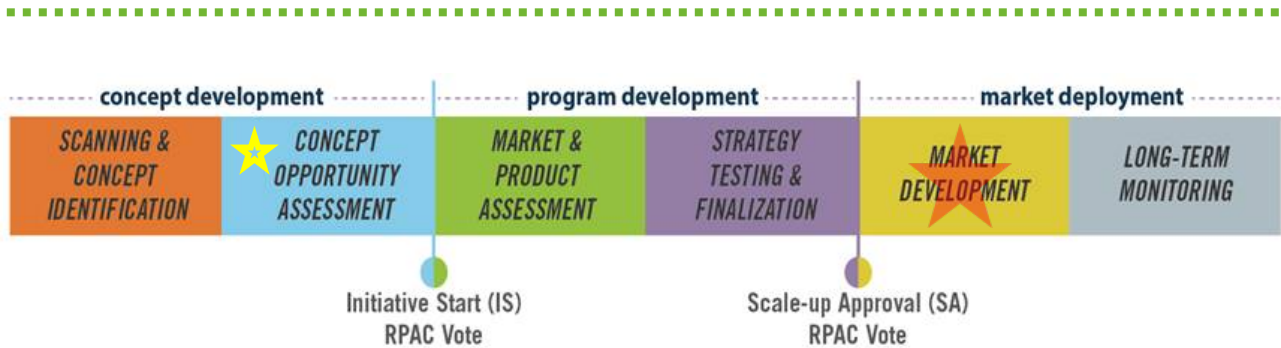 concept development
program development
market deployment
SCANNING &
CONCEPT
IDENTIFICATION
CONCEPT
OPPORTUNITY
ASSESSMENT
MARKET &
PRODUCT
ASSESSMENT
STRATEGY
TESTING &
FINALIZATION
MARKET
DEVELOPMENT
LONG-TERM
MONITORING
Initiative Start (IS)
RPAC Vote
Scale-up Approval (SA)
RPAC Vote